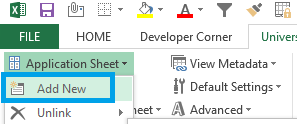 FILE HOME Developer Corner Univers
Application Sheet View Metadata
Add New Default Settings
Unlink heet Advanced